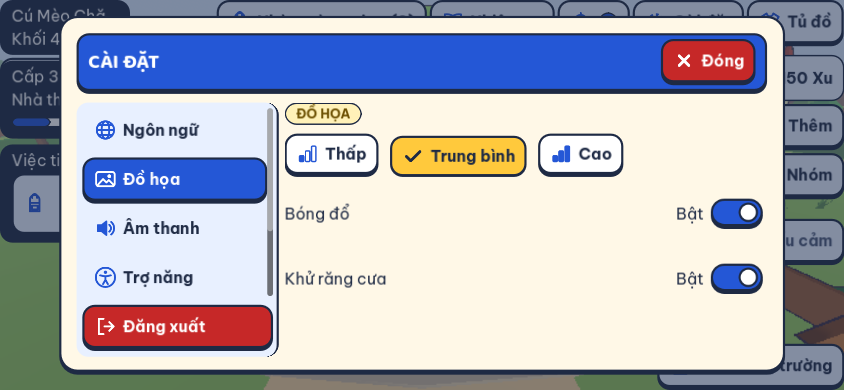 Cú Mèo Chă
Khối 4
Cấp 3
Nhà th
Việc ti
CÀI ĐẶT
Đóng
Tủ đồ
50 Xu
Thêm
Nhóm
u cảm
trường
Ngôn ngữ
Đồ họa
Âm thanh
Trợ năng
Đăng xuất
ĐỒ HỌA
Thấp
Trung bình
Cao
Bóng đổ
Bật
Khử răng cưa
Bật